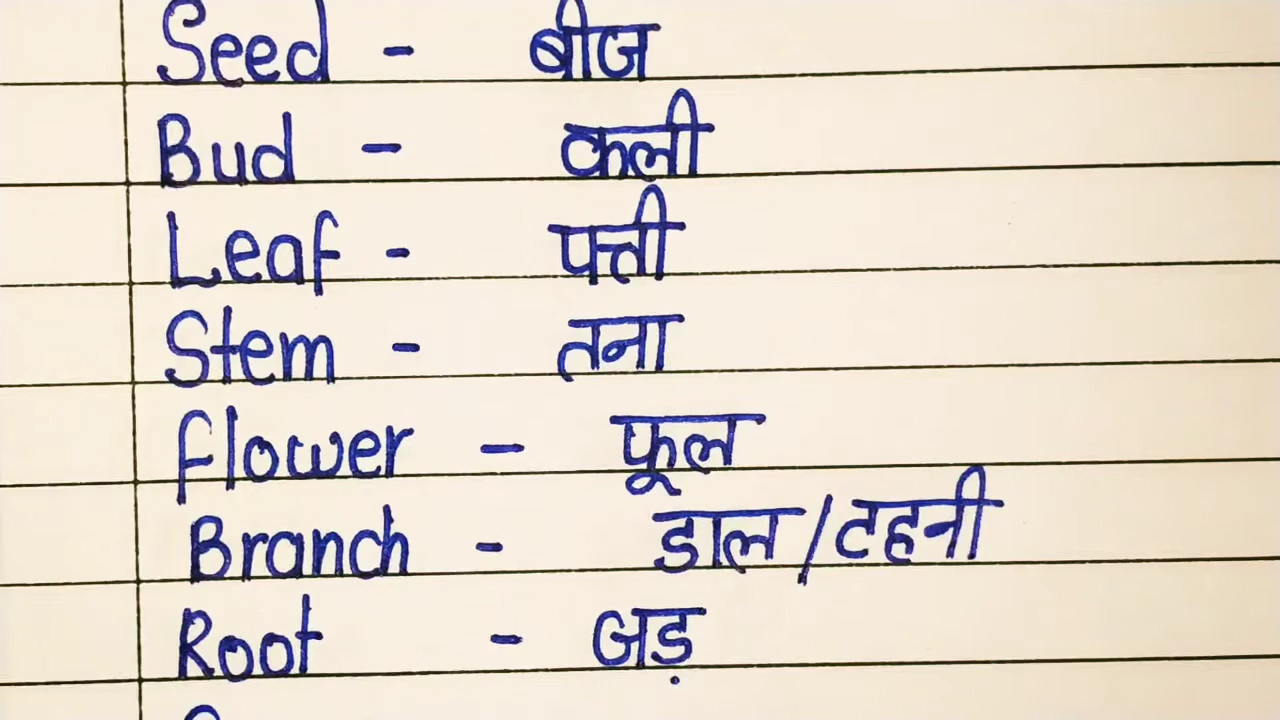 Seed - बीज
Bud - कली
Leaf - पत्ती
Stem - तना
flower - फूल
Branch - डाल/टहनी
Root - जड़